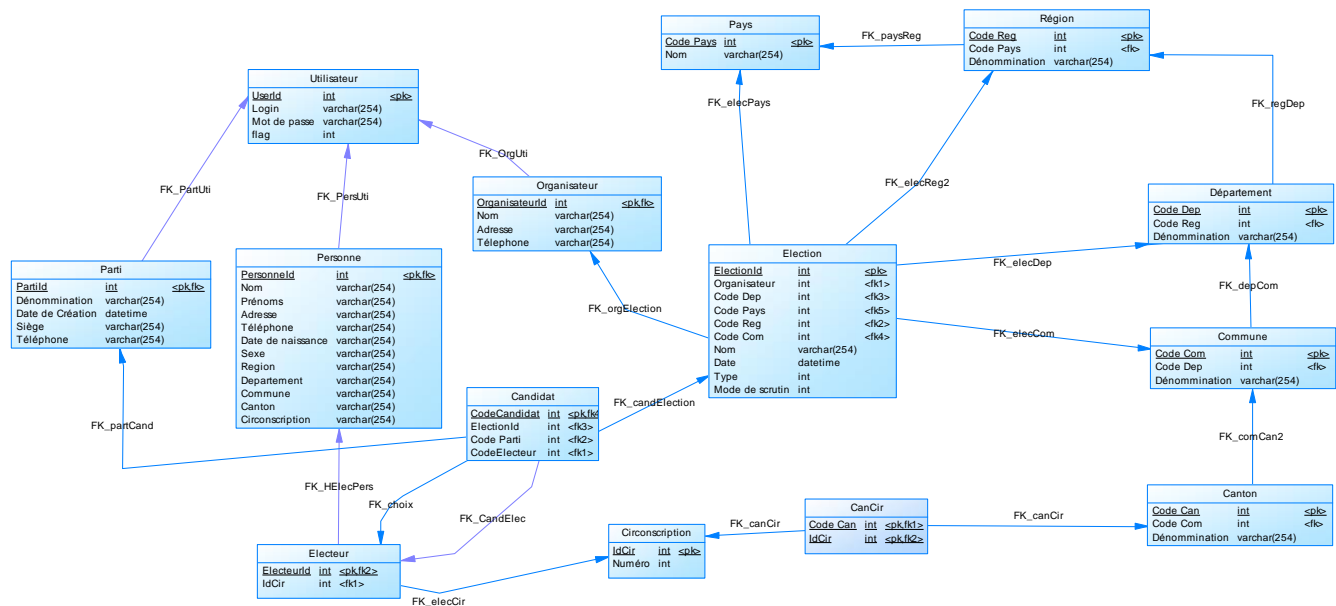 Pays
Code Pays int <pk>
Nom varchar(254)
Région
Code Reg int <pk>
Code Pays int <fk>
Dénommination varchar(254)
FK_paysReg
Utilisateur
UserId int <pk>
Login varchar(254)
Mot de passe varchar(254)
flag int
FK_elecPays
FK_regDep
FK_OrgUti
FK_PartUti
FK_PersUti
FK_elecReg2
Organisateur
OrganisateurId int <pk,fk>
Nom varchar(254)
Adresse varchar(254)
Télephone varchar(254)
Département
Code Dep int <pk>
Code Reg int <fk>
Dénommination varchar(254)
Parti
PartiId int <pk,fk>
Dénommination varchar(254)
Date de Création datetime
Siège varchar(254)
Téléphone varchar(254)
Personne
PersonneId int <pk,fk>
Nom varchar(254)
Prénoms varchar(254)
Adresse varchar(254)
Téléphone varchar(254)
Date de naissance varchar(254)
Sexe varchar(254)
Region varchar(254)
Departement varchar(254)
Commune varchar(254)
Canton varchar(254)
Circonscription varchar(254)
Election
ElectionId int <pk>
Organisateur int <fk1>
Code Dep int <fk3>
Code Pays int <fk5>
Code Reg int <fk2>
Code Com int <fk4>
Nom varchar(254)
Date datetime
Type int
Mode de scrutin int
FK_elecDep
FK_depCom
FK_orgElection
FK_elecCom
Commune
Code Com int <pk>
Code Dep int <fk>
Dénommination varchar(254)
Candidat
CodeCandidat int <pk,fk4
ElectionId int <fk3>
Code Parti int <fk2>
CodeElecteur int <fk1>
FK_candElection
FK_partCand
FK_comCan2
FK_HElecPers
FK_choix
FK_CandElec
Canton
Code Can int <pk>
Code Com int <fk>
Dénommination varchar(254)
CanCir
Code Can int <pk,fk1>
IdCir int <pk,fk2>
FK_canCir
FK_canCir
Circonscription
IdCir int <pk>
Numéro int
Electeur
ElecteurId int <pk,fk2>
IdCir int <fk1>
FK_elecCir